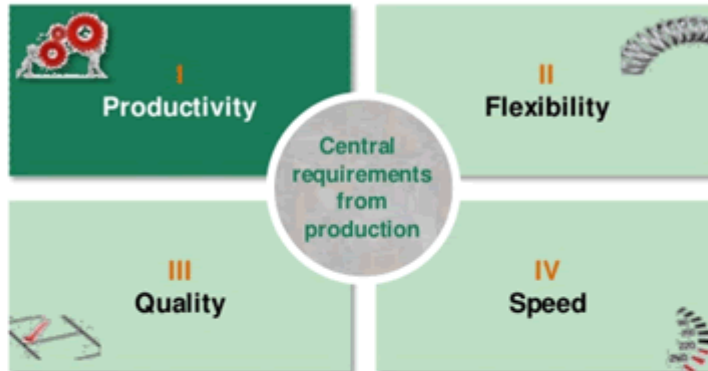 I
Productivity
II
Flexibility
Central
requirements
from
production
III
Quality
IV
Speed